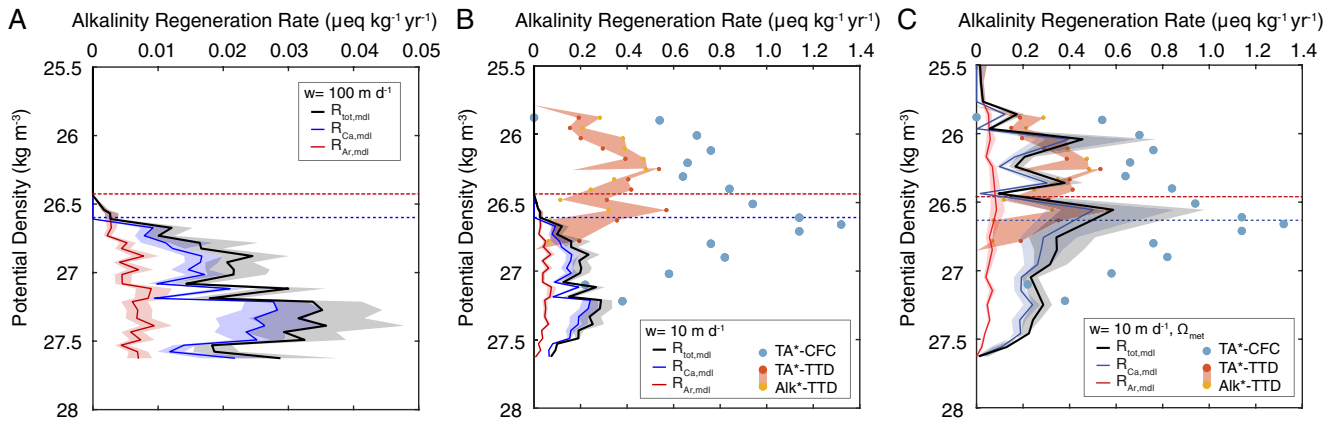 A
Alkalinity Regeneration Rate (µeq kg⁻¹ yr⁻¹)
0 0.01 0.02 0.03 0.04 0.05
Potential Density (kg m⁻³)
25.5
26
26.5
27
27.5
28
w= 100 m d⁻¹
R_tot,mdl
R_Ca,mdl
R_Ar,mdl
B
Alkalinity Regeneration Rate (µeq kg⁻¹ yr⁻¹)
0 0.2 0.4 0.6 0.8 1.0 1.2 1.4
Potential Density (kg m⁻³)
25.5
26
26.5
27
27.5
28
w= 10 m d⁻¹
R_tot,mdl
R_Ca,mdl
R_Ar,mdl
TA*-CFC
TA*-TTD
Alk*-TTD
C
Alkalinity Regeneration Rate (µeq kg⁻¹ yr⁻¹)
0 0.2 0.4 0.6 0.8 1.0 1.2 1.4
Potential Density (kg m⁻³)
25.5
26
26.5
27
27.5
28
w= 10 m d⁻¹, Ω_met
R_tot,mdl
R_Ca,mdl
R_Ar,mdl
TA*-CFC
TA*-TTD
Alk*-TTD